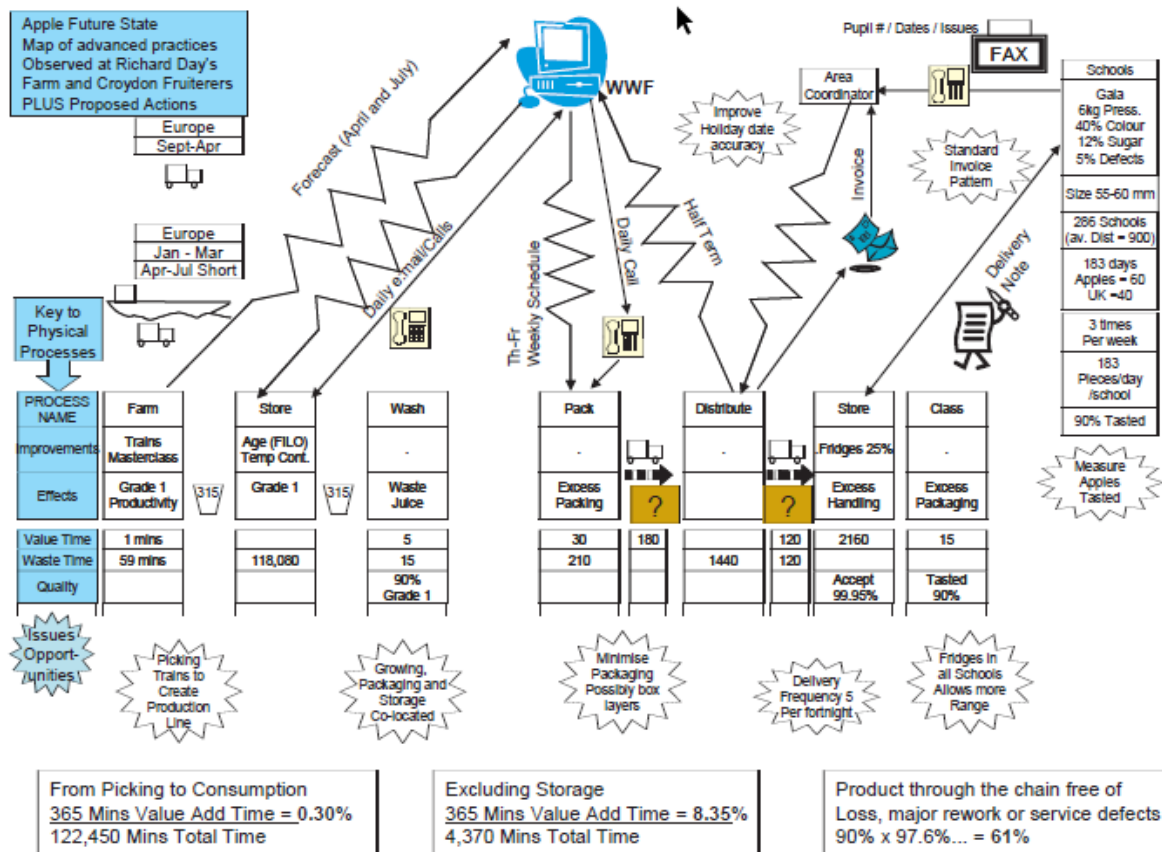 Apple Future State
Map of advanced practices
Observed at Richard Day's
Farm and Croydon Fruiterers
PLUS Proposed Actions
Europe
Sept-Apr
Europe
Jan - Mar
Apr-Jul Short
Key to
Physical
Processes
Forecast (April and July)
Daily e.mail/Calls
WWF
Th-Fr
Weekly Schedule
Daily Call
Half Term
Improve
Holiday date
accuracy
Pupil # / Dates / Issues
FAX
Area
Coordinator
Invoice
Standard
Invoice
Pattern
Delivery
Note
Schools
Gala
6kg Press.
40% Colour
12% Sugar
5% Defects
Size 55-60 mm
286 Schools
(av. Dist = 900)
183 days
Apples = 60
UK =40
3 times
Per week
183
Pieces/day
/school
90% Tasted
Measure
Apples
Tasted
PROCESS
NAME
Farm
Store
Wash
Pack
Distribute
Store
Class
Improvements
Trains
Masterclass
Age (FILO)
Temp Cont.
-
-
-
.Fridges 25%
-
Effects
Grade 1
Productivity
315
Grade 1
315
Waste
Juice
Excess
Packing
?
?
Excess
Handling
Excess
Packaging
Value Time
1 mins
5
30
180
120
2160
15
Waste Time
59 mins
118,080
15
210
1440
120
Quality
90%
Grade 1
Accept
99.95%
Tasted
90%
Issues
Opport-
unities
Picking
Trains to
Create
Production
Line
Growing,
Packaging and
Storage
Co-located
Minimise
Packaging
Possibly box
layers
Delivery
Frequency 5
Per fortnight
Fridges in
all Schools
Allows more
Range
From Picking to Consumption
365 Mins Value Add Time = 0.30%
122,450 Mins Total Time
Excluding Storage
365 Mins Value Add Time = 8.35%
4,370 Mins Total Time
Product through the chain free of
Loss, major rework or service defects
90% x 97.6%... = 61%